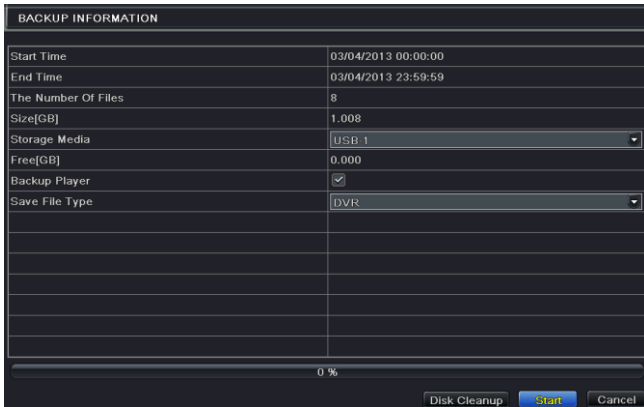 BACKUP INFORMATION
Start Time 03/04/2013 00:00:00
End Time 03/04/2013 23:59:59
The Number Of Files 8
Size[GB] 1.008
Storage Media USB-1
Free[GB] 0.000
Backup Player
Save File Type DVR
0 %
Disk Cleanup Start Cancel